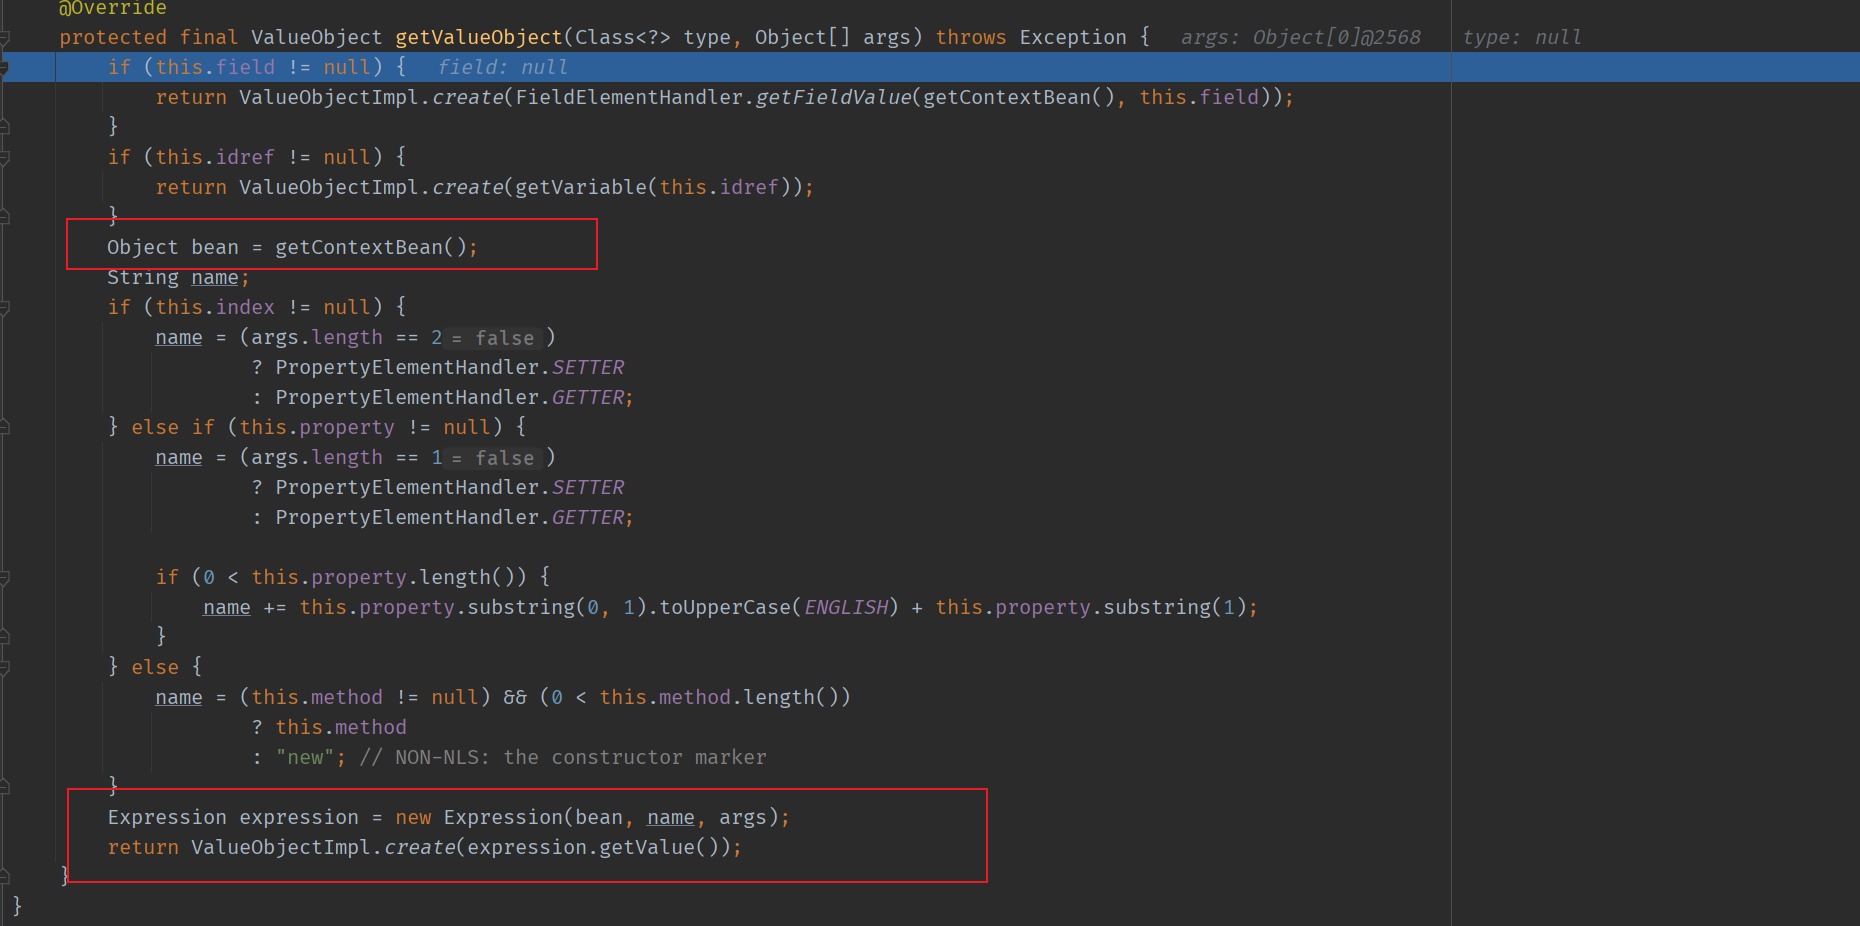 @Override
protected final ValueObject getValueObject(Class<?> type, Object[] args) throws Exception {   args: Object[0]@2568    type: null
if (this.field != null) {   field: null
return ValueObjectImpl.create(FieldElementHandler.getFieldValue(getContextBean(), this.field));
}
if (this.idref != null) {
return ValueObjectImpl.create(getVariable(this.idref));
}
Object bean = getContextBean();
String name;
if (this.index != null) {
name = (args.length == 2 = false )
? PropertyElementHandler.SETTER
: PropertyElementHandler.GETTER;
} else if (this.property != null) {
name = (args.length == 1 = false )
? PropertyElementHandler.SETTER
: PropertyElementHandler.GETTER;
if (0 < this.property.length()) {
name += this.property.substring(0, 1).toUpperCase(ENGLISH) + this.property.substring(1);
}
} else {
name = (this.method != null) && (0 < this.method.length())
? this.method
: "new"; // NON-NLS: the constructor marker
}
Expression expression = new Expression(bean, name, args);
return ValueObjectImpl.create(expression.getValue());
}
}